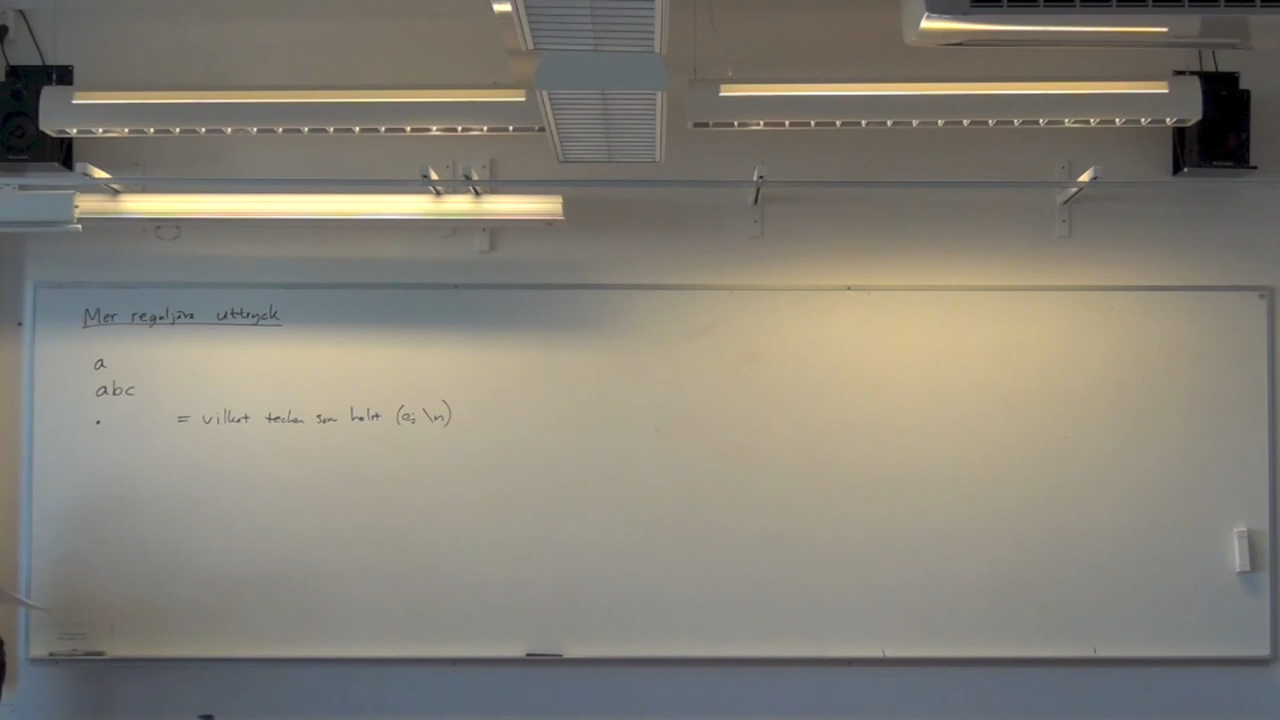 Mer reguljära uttryck
a
abc
. = vilket tecken som helst (ej \n)